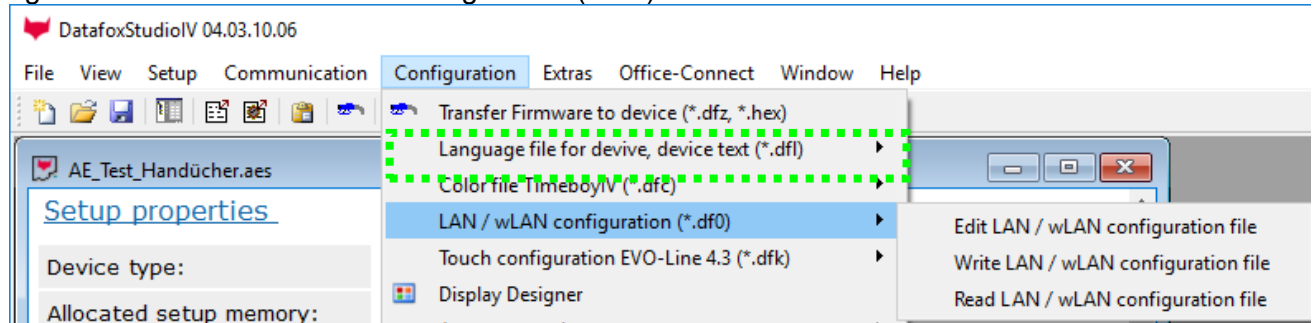 DatafoxStudioIV 04.03.10.06
File View Setup Communication Configuration Extras Office-Connect Window Help
Transfer Firmware to device (*.dfz, *.hex)
Language file for devive, device text (*.dfl)
AE_Test_Handücher.aes
Color file TimeboyIV (*.dfc)
Setup properties
LAN / wLAN configuration (*.df0)
Edit LAN / wLAN configuration file
Device type:
Touch configuration EVO-Line 4.3 (*.dfk)
Write LAN / wLAN configuration file
Display Designer
Read LAN / wLAN configuration file
Allocated setup memory: